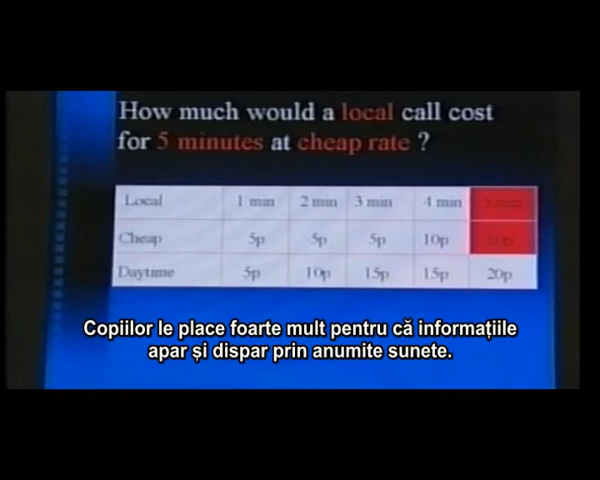 How much would a local call cost
for 5 minutes at cheap rate ?
Local 1 min 2 min 3 min 4 min 5 min
Cheap 5p 5p 5p 10p 10p
Daytime 5p 10p 15p 15p 20p
Copiilor le place foarte mult pentru că informațiile
apar și dispar prin anumite sunete.